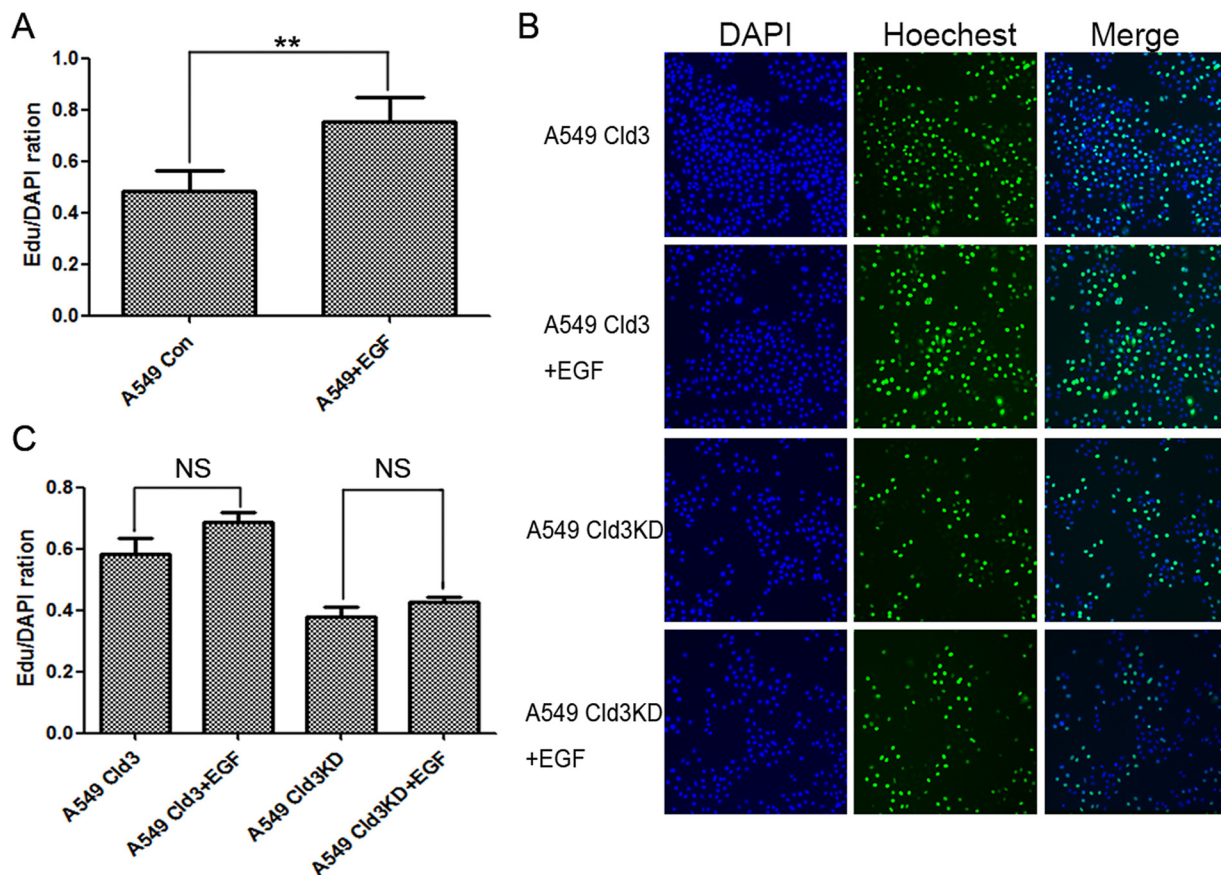 A
**
Edu/DAPI ration
1.0
0.8
0.6
0.4
0.2
0.0
A549 Con
A549+EGF
B
DAPI Hoechest Merge
A549 Cld3
A549 Cld3
+EGF
A549 Cld3KD
A549 Cld3KD
+EGF
C
NS NS
Edu/DAPI ration
0.8
0.6
0.4
0.2
0.0
A549 Cld3
A549 Cld3+EGF
A549 Cld3KD
A549 Cld3KD+EGF